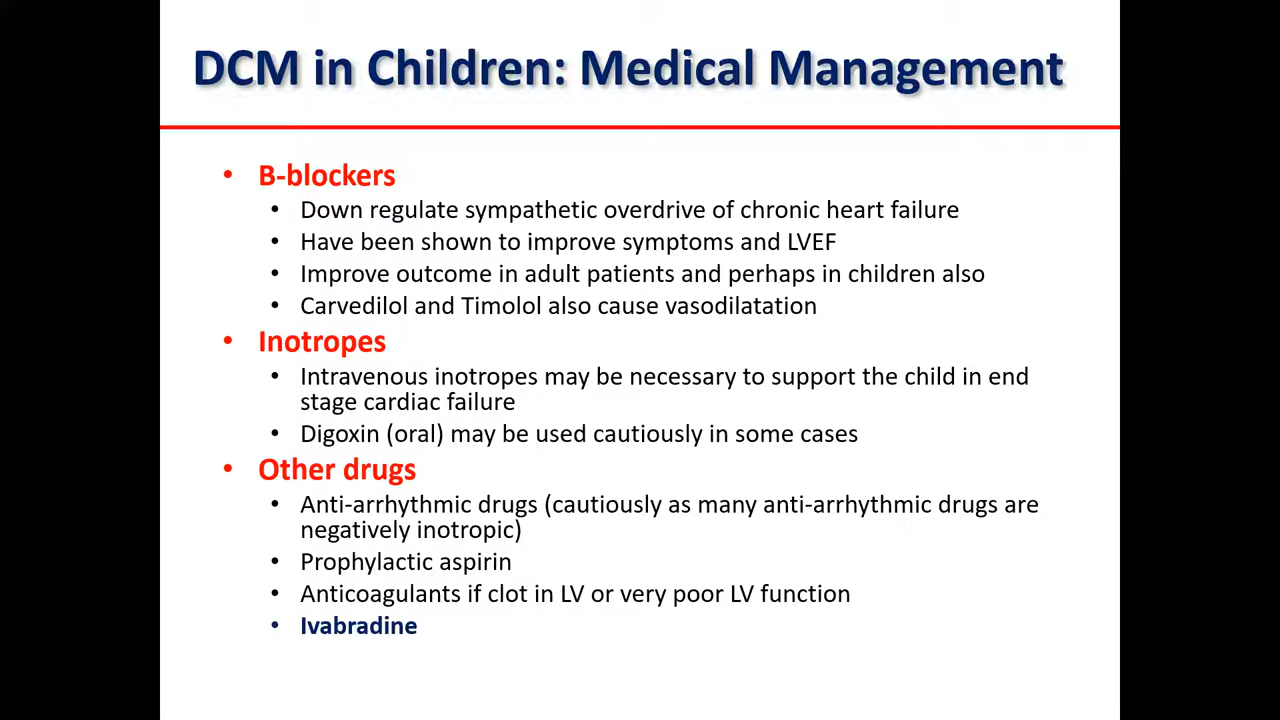 DCM in Children: Medical Management
• B-blockers
• Down regulate sympathetic overdrive of chronic heart failure
• Have been shown to improve symptoms and LVEF
• Improve outcome in adult patients and perhaps in children also
• Carvedilol and Timolol also cause vasodilatation
• Inotropes
• Intravenous inotropes may be necessary to support the child in end
stage cardiac failure
• Digoxin (oral) may be used cautiously in some cases
• Other drugs
• Anti-arrhythmic drugs (cautiously as many anti-arrhythmic drugs are
negatively inotropic)
• Prophylactic aspirin
• Anticoagulants if clot in LV or very poor LV function
• Ivabradine